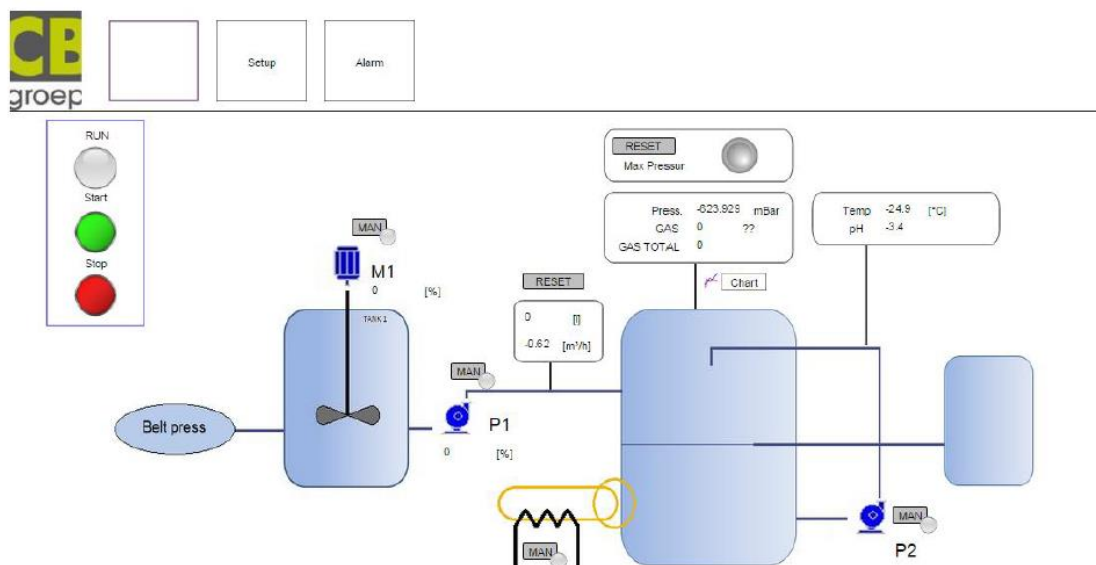 CB
groep
Setup
Alarm
RUN
Start
Stop
RESET
Max Pressur
Press. -623.929 mBar
GAS 0 ??
GAS TOTAL 0
Temp -24.9 [°C]
pH -3.4
Chart
MAN
M1
0 [%]
TANK 1
RESET
0 [l]
-0.62 [m³/h]
MAN
P1
0 [%]
Belt press
MAN
MAN
P2